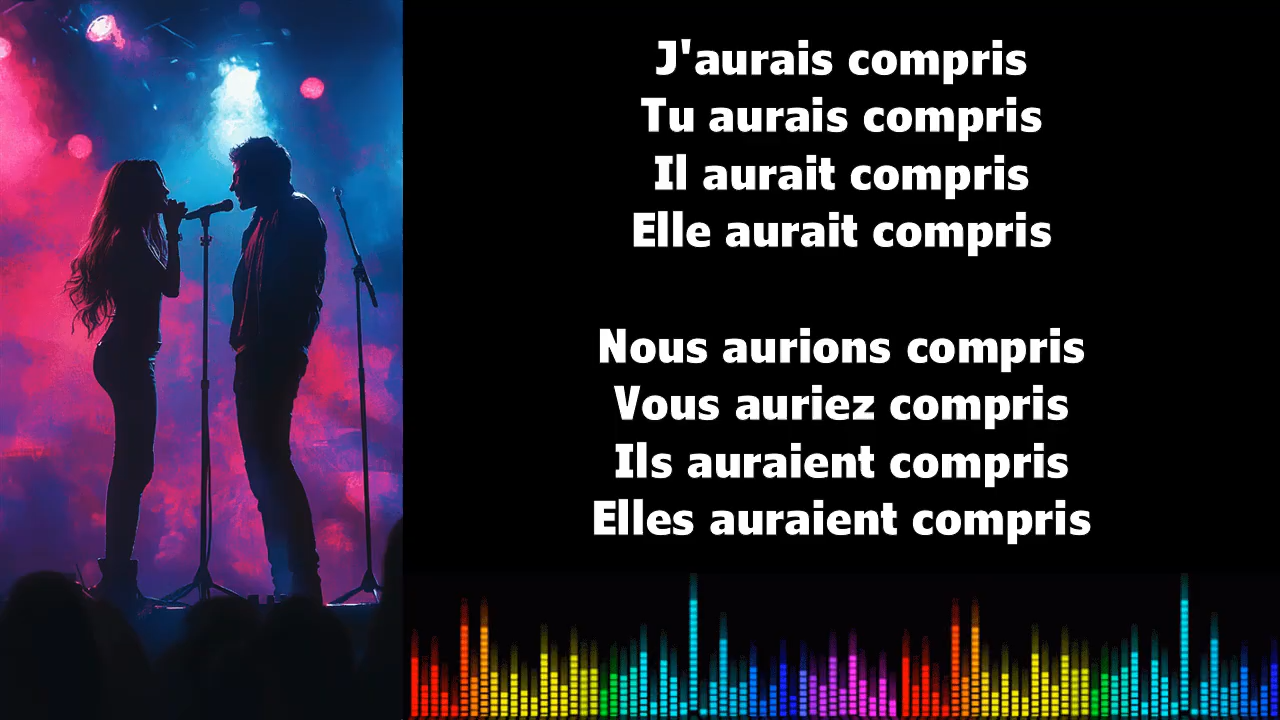 J'aurais compris
Tu aurais compris
Il aurait compris
Elle aurait compris
Nous aurions compris
Vous auriez compris
Ils auraient compris
Elles auraient compris